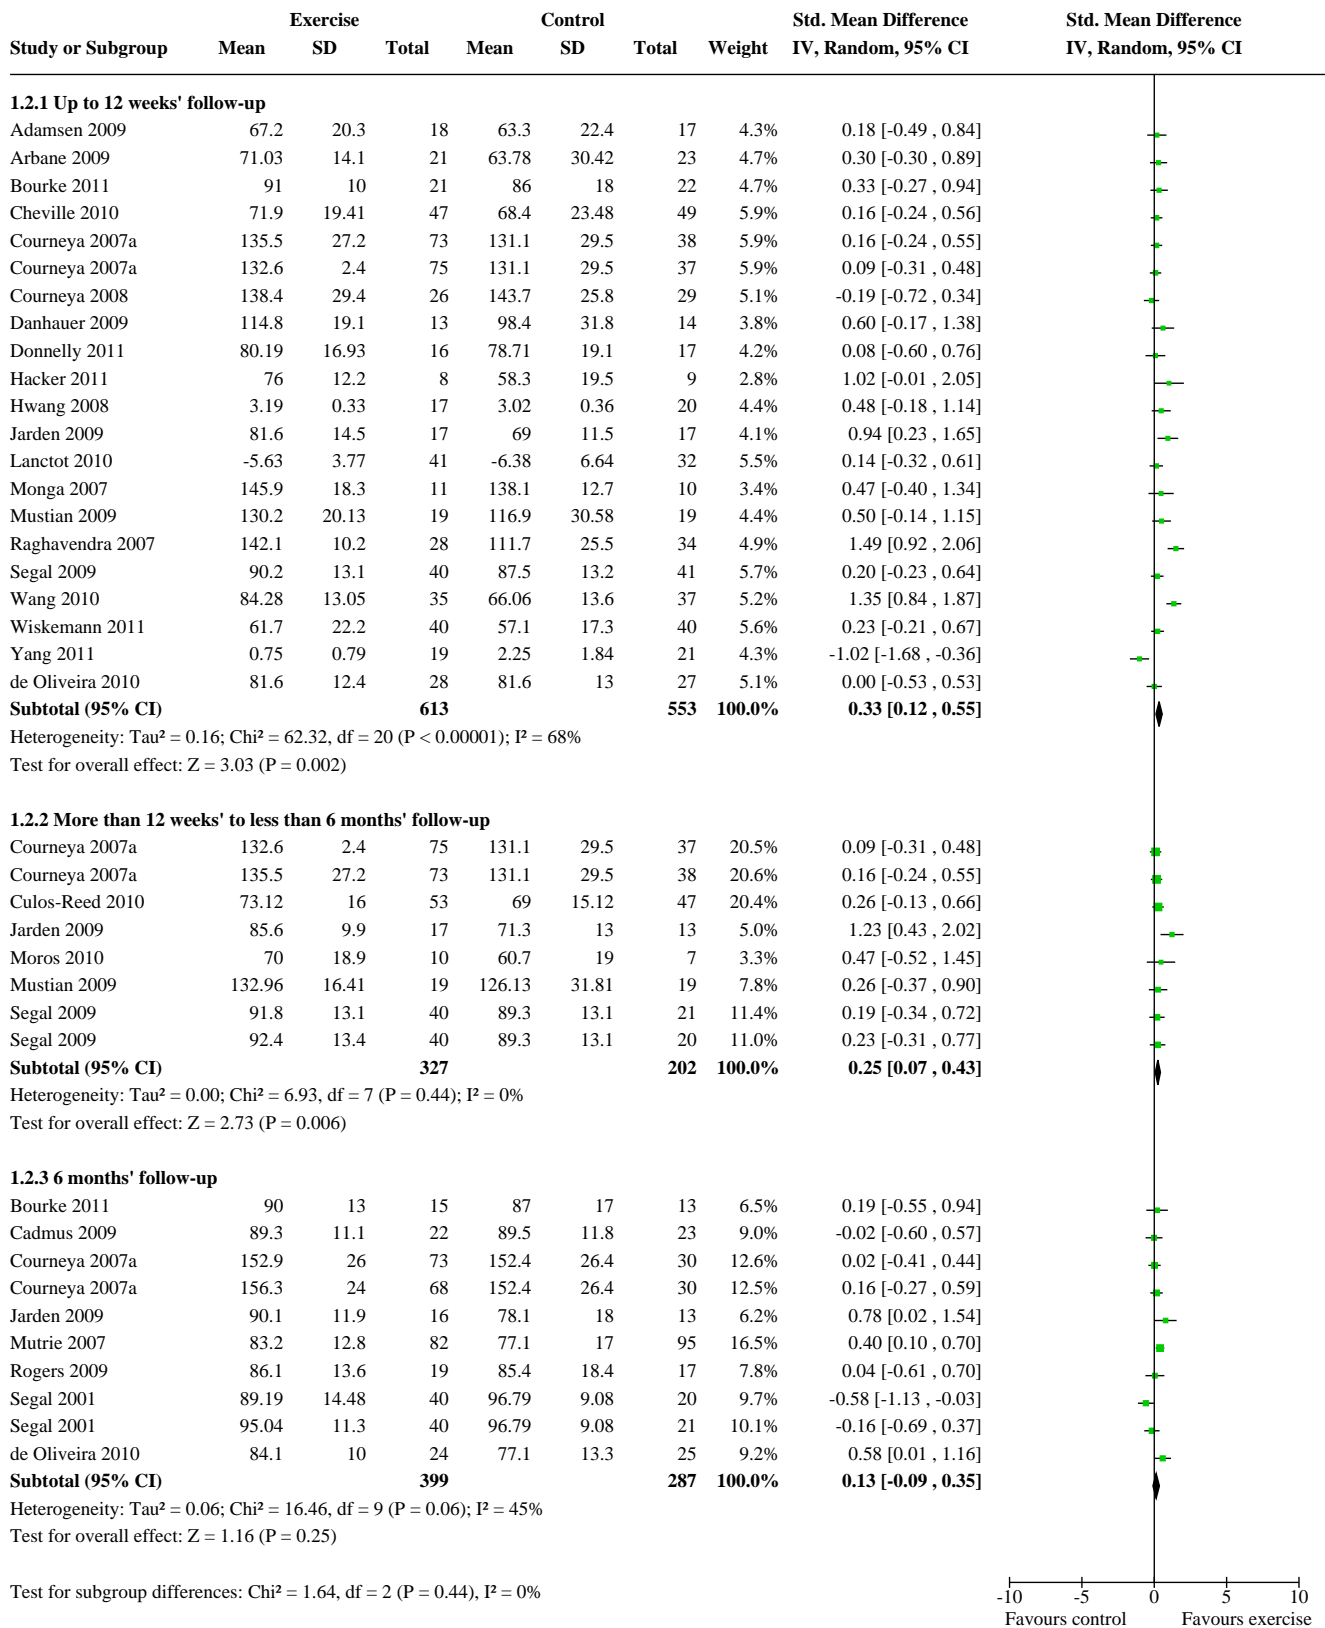 Exercise Control Std. Mean Difference Std. Mean Difference
Study or Subgroup Mean SD Total Mean SD Total Weight IV, Random, 95% CI IV, Random, 95% CI
1.2.1 Up to 12 weeks' follow-up
Adamsen 2009 67.2 20.3 18 63.3 22.4 17 4.3% 0.18 [-0.49 , 0.84]
Arbane 2009 71.03 14.1 21 63.78 30.42 23 4.7% 0.30 [-0.30 , 0.89]
Bourke 2011 91 10 21 86 18 22 4.7% 0.33 [-0.27 , 0.94]
Cheville 2010 71.9 19.41 47 68.4 23.48 49 5.9% 0.16 [-0.24 , 0.56]
Courneya 2007a 135.5 27.2 73 131.1 29.5 38 5.9% 0.16 [-0.24 , 0.55]
Courneya 2007a 132.6 2.4 75 131.1 29.5 37 5.9% 0.09 [-0.31 , 0.48]
Courneya 2008 138.4 29.4 26 143.7 25.8 29 5.1% -0.19 [-0.72 , 0.34]
Danhauer 2009 114.8 19.1 13 98.4 31.8 14 3.8% 0.60 [-0.17 , 1.38]
Donnelly 2011 80.19 16.93 16 78.71 19.1 17 4.2% 0.08 [-0.60 , 0.76]
Hacker 2011 76 12.2 8 58.3 19.5 9 2.8% 1.02 [-0.01 , 2.05]
Hwang 2008 3.19 0.33 17 3.02 0.36 20 4.4% 0.48 [-0.18 , 1.14]
Jarden 2009 81.6 14.5 17 69 11.5 17 4.1% 0.94 [0.23 , 1.65]
Lanctot 2010 -5.63 3.77 41 -6.38 6.64 32 5.5% 0.14 [-0.32 , 0.61]
Monga 2007 145.9 18.3 11 138.1 12.7 10 3.4% 0.47 [-0.40 , 1.34]
Mustian 2009 130.2 20.13 19 116.9 30.58 19 4.4% 0.50 [-0.14 , 1.15]
Raghavendra 2007 142.1 10.2 28 111.7 25.5 34 4.9% 1.49 [0.92 , 2.06]
Segal 2009 90.2 13.1 40 87.5 13.2 41 5.7% 0.20 [-0.23 , 0.64]
Wang 2010 84.28 13.05 35 66.06 13.6 37 5.2% 1.35 [0.84 , 1.87]
Wiskemann 2011 61.7 22.2 40 57.1 17.3 40 5.6% 0.23 [-0.21 , 0.67]
Yang 2011 0.75 0.79 19 2.25 1.84 21 4.3% -1.02 [-1.68 , -0.36]
de Oliveira 2010 81.6 12.4 28 81.6 13 27 5.1% 0.00 [-0.53 , 0.53]
Subtotal (95% CI) 613 553 100.0% 0.33 [0.12 , 0.55]
Heterogeneity: Tau² = 0.16; Chi² = 62.32, df = 20 (P < 0.00001); I² = 68%
Test for overall effect: Z = 3.03 (P = 0.002)
1.2.2 More than 12 weeks' to less than 6 months' follow-up
Courneya 2007a 132.6 2.4 75 131.1 29.5 37 20.5% 0.09 [-0.31 , 0.48]
Courneya 2007a 135.5 27.2 73 131.1 29.5 38 20.6% 0.16 [-0.24 , 0.55]
Culos-Reed 2010 73.12 16 53 69 15.12 47 20.4% 0.26 [-0.13 , 0.66]
Jarden 2009 85.6 9.9 17 71.3 13 13 5.0% 1.23 [0.43 , 2.02]
Moros 2010 70 18.9 10 60.7 19 7 3.3% 0.47 [-0.52 , 1.45]
Mustian 2009 132.96 16.41 19 126.13 31.81 19 7.8% 0.26 [-0.37 , 0.90]
Segal 2009 91.8 13.1 40 89.3 13.1 21 11.4% 0.19 [-0.34 , 0.72]
Segal 2009 92.4 13.4 40 89.3 13.1 20 11.0% 0.23 [-0.31 , 0.77]
Subtotal (95% CI) 327 202 100.0% 0.25 [0.07 , 0.43]
Heterogeneity: Tau² = 0.00; Chi² = 6.93, df = 7 (P = 0.44); I² = 0%
Test for overall effect: Z = 2.73 (P = 0.006)
1.2.3 6 months' follow-up
Bourke 2011 90 13 15 87 17 13 6.5% 0.19 [-0.55 , 0.94]
Cadmus 2009 89.3 11.1 22 89.5 11.8 23 9.0% -0.02 [-0.60 , 0.57]
Courneya 2007a 152.9 26 73 152.4 26.4 30 12.6% 0.02 [-0.41 , 0.44]
Courneya 2007a 156.3 24 68 152.4 26.4 30 12.5% 0.16 [-0.27 , 0.59]
Jarden 2009 90.1 11.9 16 78.1 18 13 6.2% 0.78 [0.02 , 1.54]
Mutrie 2007 83.2 12.8 82 77.1 17 95 16.5% 0.40 [0.10 , 0.70]
Rogers 2009 86.1 13.6 19 85.4 18.4 17 7.8% 0.04 [-0.61 , 0.70]
Segal 2001 89.19 14.48 40 96.79 9.08 20 9.7% -0.58 [-1.13 , -0.03]
Segal 2001 95.04 11.3 40 96.79 9.08 21 10.1% -0.16 [-0.69 , 0.37]
de Oliveira 2010 84.1 10 24 77.1 13.3 25 9.2% 0.58 [0.01 , 1.16]
Subtotal (95% CI) 399 287 100.0% 0.13 [-0.09 , 0.35]
Heterogeneity: Tau² = 0.06; Chi² = 16.46, df = 9 (P = 0.06); I² = 45%
Test for overall effect: Z = 1.16 (P = 0.25)
Test for subgroup differences: Chi² = 1.64, df = 2 (P = 0.44), I² = 0%
-10 -5 0 5 10
Favours control Favours exercise